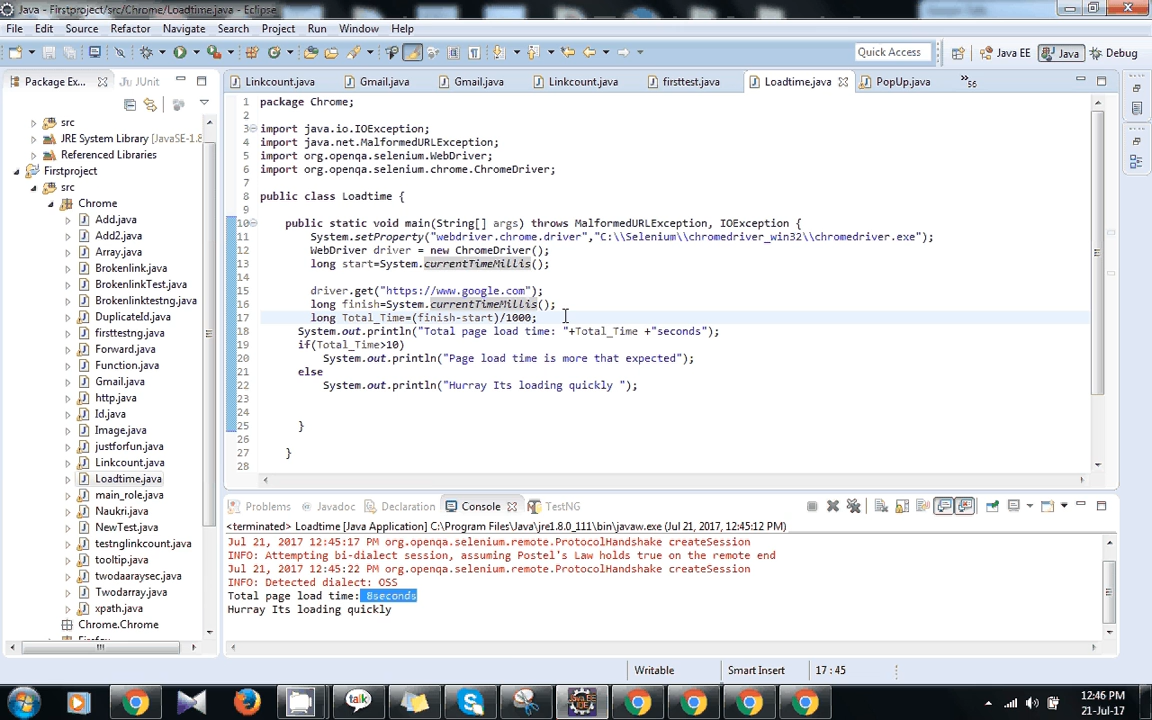 Java - Firstproject/src/Chrome/Loadtime.java - Eclipse
File Edit Source Refactor Navigate Search Project Run Window Help
Quick Access Java EE Java Debug
Package Ex... Ju JUnit
Linkcount.java Gmail.java Gmail.java Linkcount.java firsttest.java Loadtime.java PopUp.java »56
src
JRE System Library [JavaSE-1.8
Referenced Libraries
Firstproject
src
Chrome
Add.java
Add2.java
Array.java
Brokenlink.java
BrokenlinkTest.java
Brokenlinktestng.java
DuplicateId.java
firsttestng.java
Forward.java
Function.java
Gmail.java
http.java
Id.java
Image.java
justforfun.java
Linkcount.java
Loadtime.java
main_role.java
Naukri.java
NewTest.java
testnglinkcount.java
tooltip.java
twodaaraysec.java
Twodarray.java
xpath.java
Chrome.Chrome
1 package Chrome;
2
3 import java.io.IOException;
4 import java.net.MalformedURLException;
5 import org.openqa.selenium.WebDriver;
6 import org.openqa.selenium.chrome.ChromeDriver;
7
8 public class Loadtime {
9
10 public static void main(String[] args) throws MalformedURLException, IOException {
11 System.setProperty("webdriver.chrome.driver","C:\\Selenium\\chromedriver_win32\\chromedriver.exe");
12 WebDriver driver = new ChromeDriver();
13 long start=System.currentTimeMillis();
14
15 driver.get("https://www.google.com");
16 long finish=System.currentTimeMillis();
17 long Total_Time=(finish-start)/1000;
18 System.out.println("Total page load time: "+Total_Time +"seconds");
19 if(Total_Time>10)
20 System.out.println("Page load time is more that expected");
21 else
22 System.out.println("Hurray Its loading quickly ");
23
24
25 }
26
27 }
28
Problems Javadoc Declaration Console TestNG
<terminated> Loadtime [Java Application] C:\Program Files\Java\jre1.8.0_111\bin\javaw.exe (Jul 21, 2017, 12:45:12 PM)
Jul 21, 2017 12:45:17 PM org.openqa.selenium.remote.ProtocolHandshake createSession
INFO: Attempting bi-dialect session, assuming Postel's Law holds true on the remote end
Jul 21, 2017 12:45:22 PM org.openqa.selenium.remote.ProtocolHandshake createSession
INFO: Detected dialect: OSS
Total page load time: 8seconds
Hurray Its loading quickly
Writable Smart Insert 17 : 45
talk Java EE IDE 12:46 PM
21-Jul-17